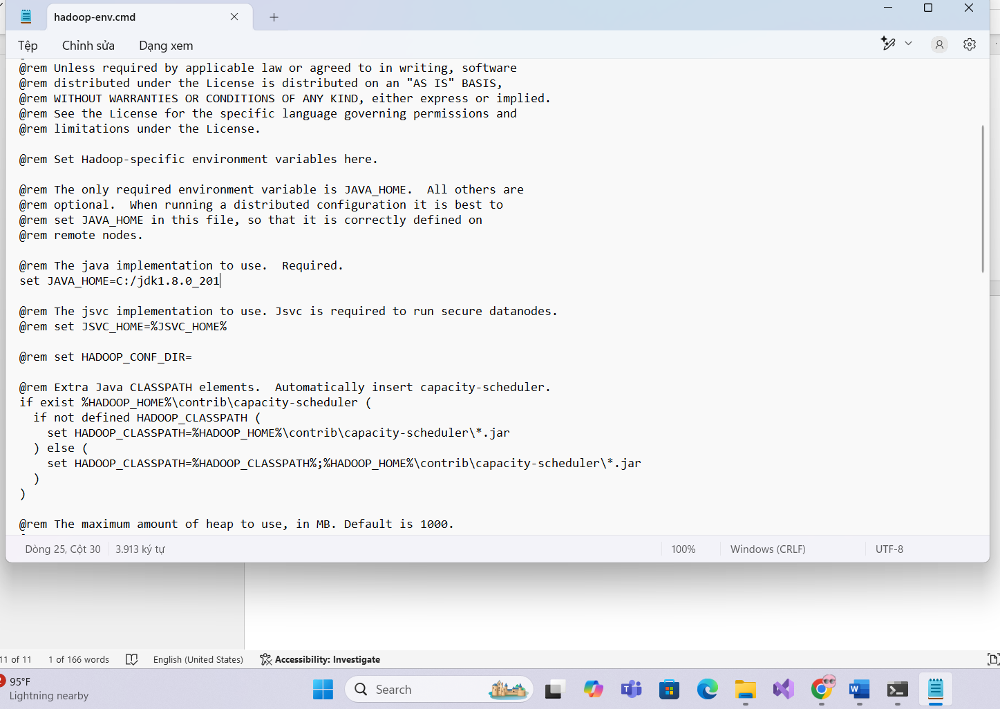 hadoop-env.cmd
Tệp Chỉnh sửa Dạng xem
@rem Unless required by applicable law or agreed to in writing, software
@rem distributed under the License is distributed on an "AS IS" BASIS,
@rem WITHOUT WARRANTIES OR CONDITIONS OF ANY KIND, either express or implied.
@rem See the License for the specific language governing permissions and
@rem limitations under the License.
@rem Set Hadoop-specific environment variables here.
@rem The only required environment variable is JAVA_HOME.  All others are
@rem optional.  When running a distributed configuration it is best to
@rem set JAVA_HOME in this file, so that it is correctly defined on
@rem remote nodes.
@rem The java implementation to use.  Required.
set JAVA_HOME=C:/jdk1.8.0_201
@rem The jsvc implementation to use. Jsvc is required to run secure datanodes.
@rem set JSVC_HOME=%JSVC_HOME%
@rem set HADOOP_CONF_DIR=
@rem Extra Java CLASSPATH elements.  Automatically insert capacity-scheduler.
if exist %HADOOP_HOME%\contrib\capacity-scheduler (
  if not defined HADOOP_CLASSPATH (
    set HADOOP_CLASSPATH=%HADOOP_HOME%\contrib\capacity-scheduler\*.jar
  ) else (
    set HADOOP_CLASSPATH=%HADOOP_CLASSPATH%;%HADOOP_HOME%\contrib\capacity-scheduler\*.jar
  )
)
@rem The maximum amount of heap to use, in MB. Default is 1000.
Dòng 25, Cột 30 3.913 ký tự 100% Windows (CRLF) UTF-8
11 of 11 1 of 166 words English (United States) Accessibility: Investigate
95°F
Lightning nearby
Search